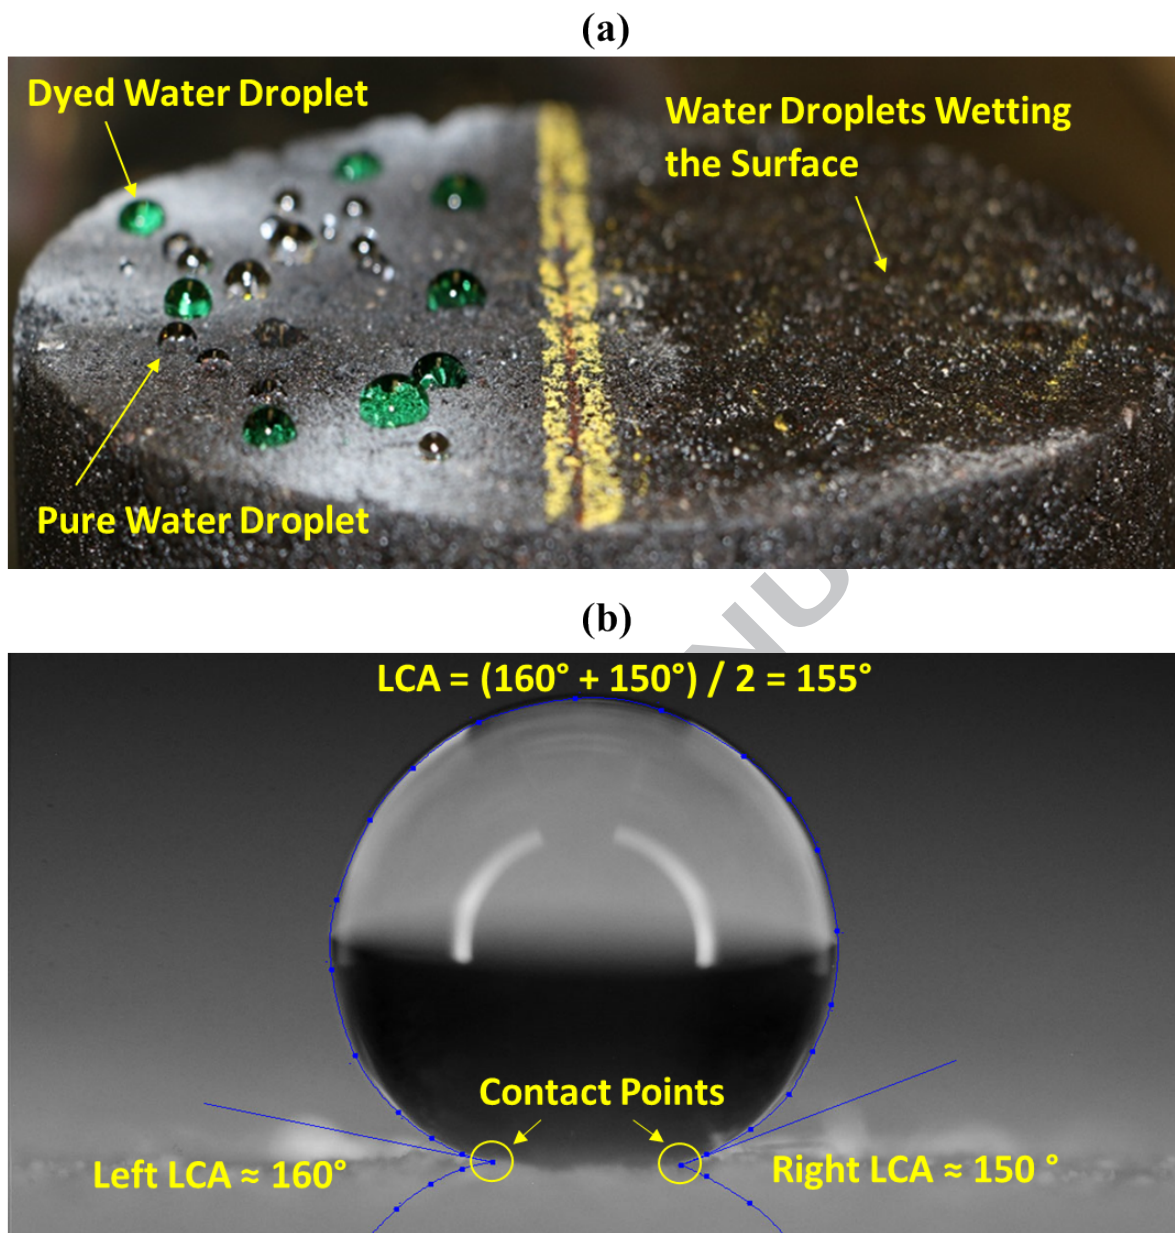 (a)
Dyed Water Droplet
Water Droplets Wetting
the Surface
Pure Water Droplet
(b)
LCA = (160° + 150°) / 2 = 155°
Contact Points
Left LCA ≈ 160°
Right LCA ≈ 150 °